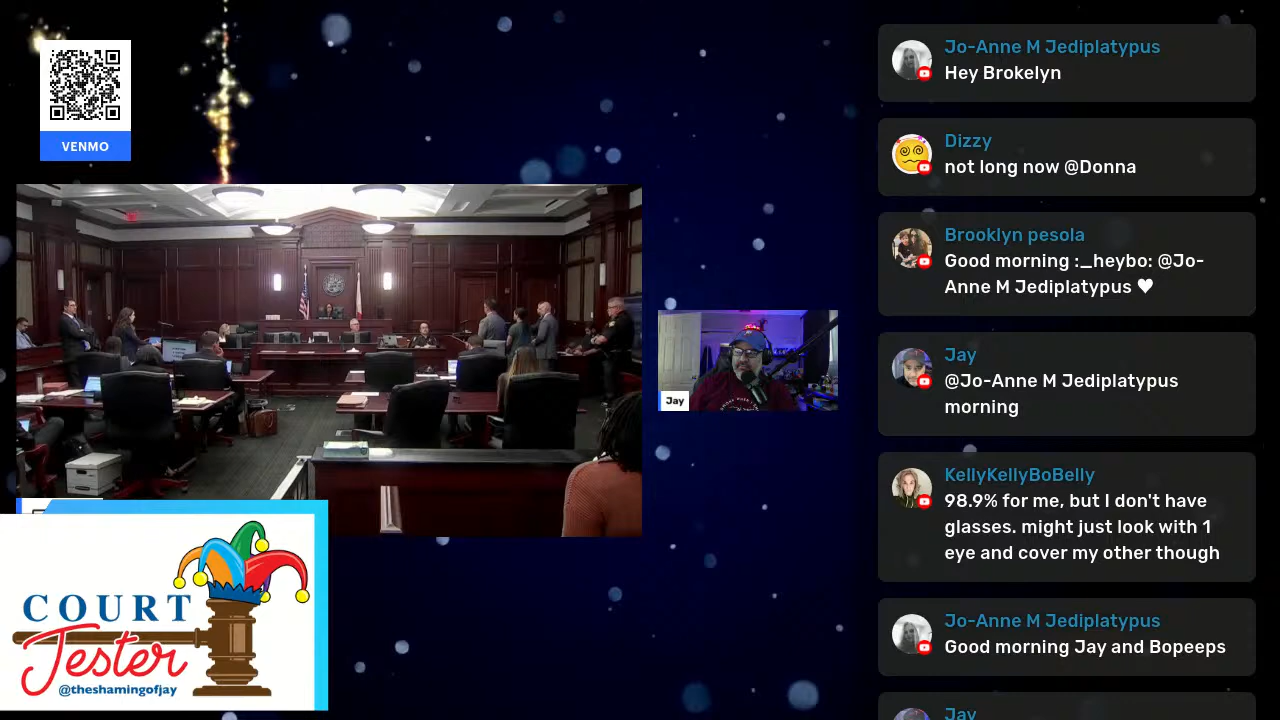 VENMO
Jay
COURT
Jester
@theshamingofjay
Jo-Anne M Jediplatypus
Hey Brokelyn
Dizzy
not long now @Donna
Brooklyn pesola
Good morning :_heybo: @Jo-
Anne M Jediplatypus ♥
Jay
@Jo-Anne M Jediplatypus
morning
KellyKellyBoBelly
98.9% for me, but I don't have
glasses. might just look with 1
eye and cover my other though
Jo-Anne M Jediplatypus
Good morning Jay and Bopeeps
Jay